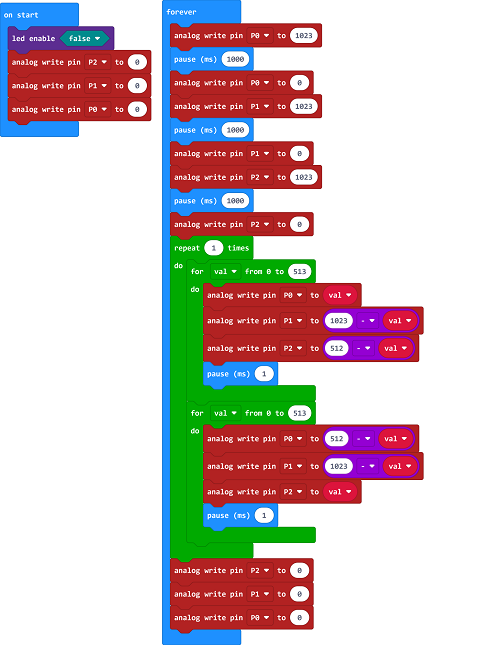 on start
led enable false
analog write pin P2 to 0
analog write pin P1 to 0
analog write pin P0 to 0
forever
analog write pin P0 to 1023
pause (ms) 1000
analog write pin P0 to 0
analog write pin P1 to 1023
pause (ms) 1000
analog write pin P1 to 0
analog write pin P2 to 1023
pause (ms) 1000
analog write pin P2 to 0
repeat 1 times
do
for val from 0 to 513
do
analog write pin P0 to val
analog write pin P1 to 1023 - val
analog write pin P2 to 512 - val
pause (ms) 1
for val from 0 to 513
do
analog write pin P0 to 512 - val
analog write pin P1 to 1023 - val
analog write pin P2 to val
pause (ms) 1
analog write pin P2 to 0
analog write pin P1 to 0
analog write pin P0 to 0